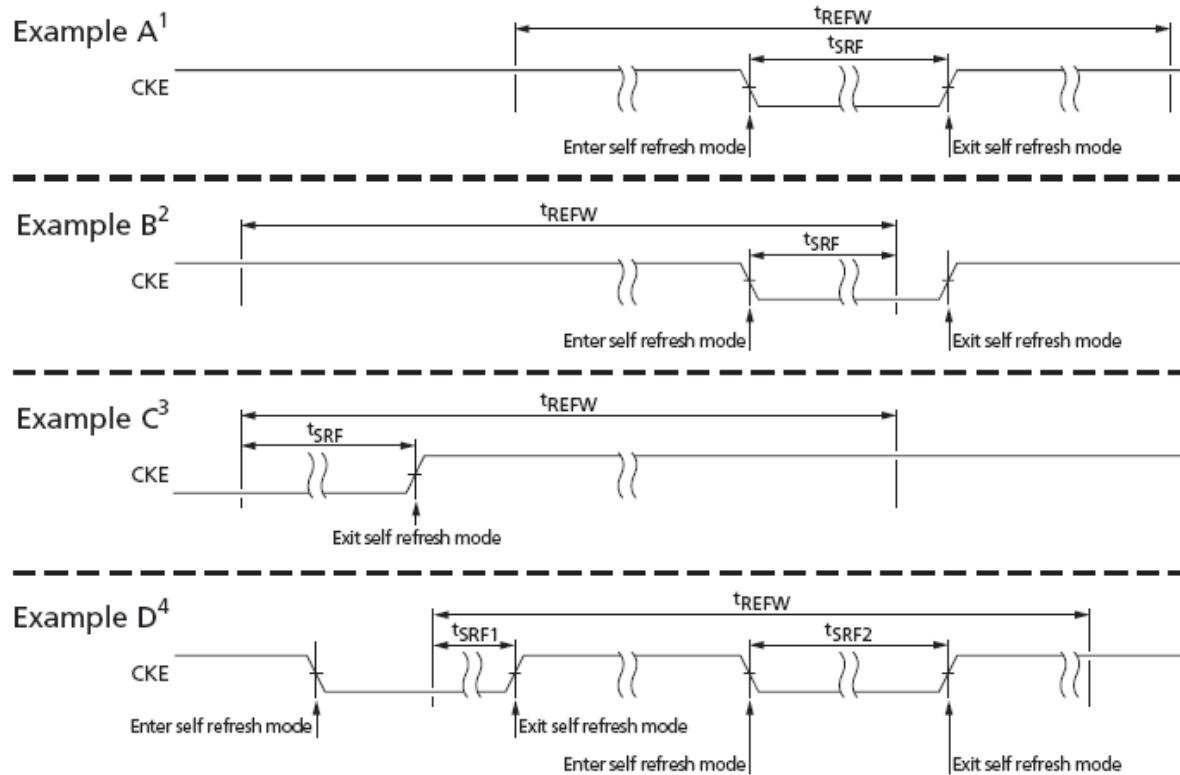 Example A¹
tREFW
tSRF
CKE
Enter self refresh mode
Exit self refresh mode
Example B²
tREFW
tSRF
CKE
Enter self refresh mode
Exit self refresh mode
Example C³
tREFW
tSRF
CKE
Exit self refresh mode
Example D⁴
tREFW
tSRF1
tSRF2
CKE
Enter self refresh mode
Exit self refresh mode
Enter self refresh mode
Exit self refresh mode